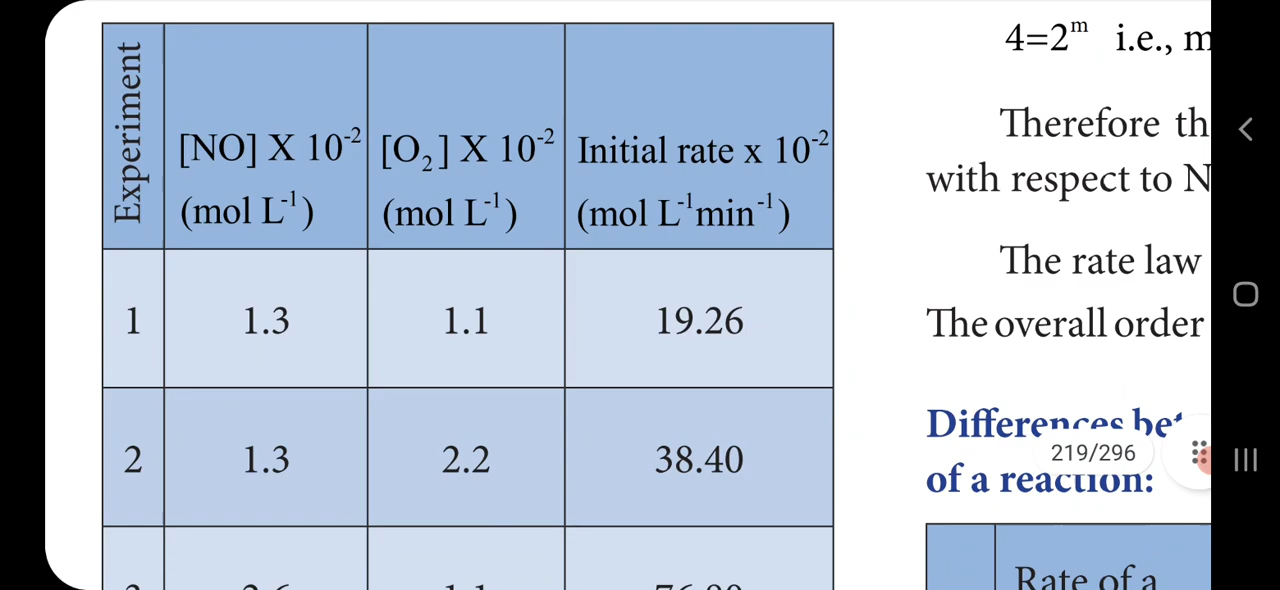 Experiment
[NO] X 10⁻² (mol L⁻¹)
[O₂] X 10⁻² (mol L⁻¹)
Initial rate x 10⁻² (mol L⁻¹min⁻¹)
1 1.3 1.1 19.26
2 1.3 2.2 38.40
4=2ᵐ i.e., m
Therefore th
with respect to N
The rate law
The overall order
Differences bet
of a reaction:
219/296
Rate of a